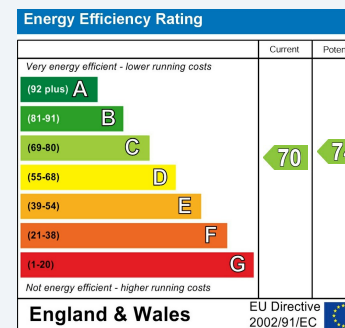 Energy Efficiency Rating
Current
Very energy efficient - lower running costs
(92 plus) A
(81-91) B
(69-80) C
70
(55-68) D
(39-54) E
(21-38) F
(1-20) G
Not energy efficient - higher running costs
England & Wales
EU Directive
2002/91/EC